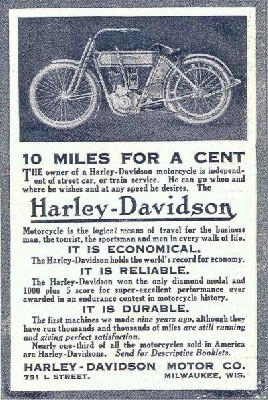 10 MILES FOR A CENT
THE owner of a Harley-Davidson motorcycle is independ-
ent of street car, or train service. He can go when and
where he wishes and at any speed he desires. The
Harley-Davidson
Motorcycle is the logical means of travel for the business
man, the tourist, the sportsman and men in every walk of life.
IT IS ECONOMICAL.
The Harley-Davidson holds the world's record for economy.
IT IS RELIABLE.
The Harley-Davidson won the only diamond medal and
1000 plus 5 score for super-excellent performance ever
awarded in an endurance contest in motorcycle history.
IT IS DURABLE.
The first machines we made nine years ago, although they
have run thousands and thousands of miles are still running
and giving perfect satisfaction.
Nearly one-third of all the motorcycles sold in America
are Harley-Davidsons. Send for Descriptive Booklets.
HARLEY-DAVIDSON MOTOR CO.
791 L STREET. MILWAUKEE, WIS.